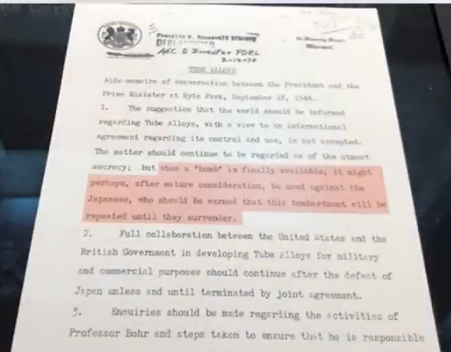 Franklin D. Roosevelt Library
DECLASSIFIED
10, Downing Street,
Whitehall.
TUBE ALLOYS
Aide-memoire of conversation between the President and the
Prime Minister at Hyde Park, September 18, 1944.
1. The suggestion that the world should be informed
regarding Tube Alloys, with a view to an international
agreement regarding its control and use, is not accepted.
The matter should continue to be regarded as of the utmost
secrecy; but when a "bomb" is finally available, it might
perhaps, after mature consideration, be used against the
Japanese, who should be warned that this bombardment will be
repeated until they surrender.
2. Full collaboration between the United States and the
British Government in developing Tube Alloys for military
and commercial purposes should continue after the defeat of
Japan unless and until terminated by joint agreement.
3. Enquiries should be made regarding the activities of
Professor Bohr and steps taken to ensure that he is responsible